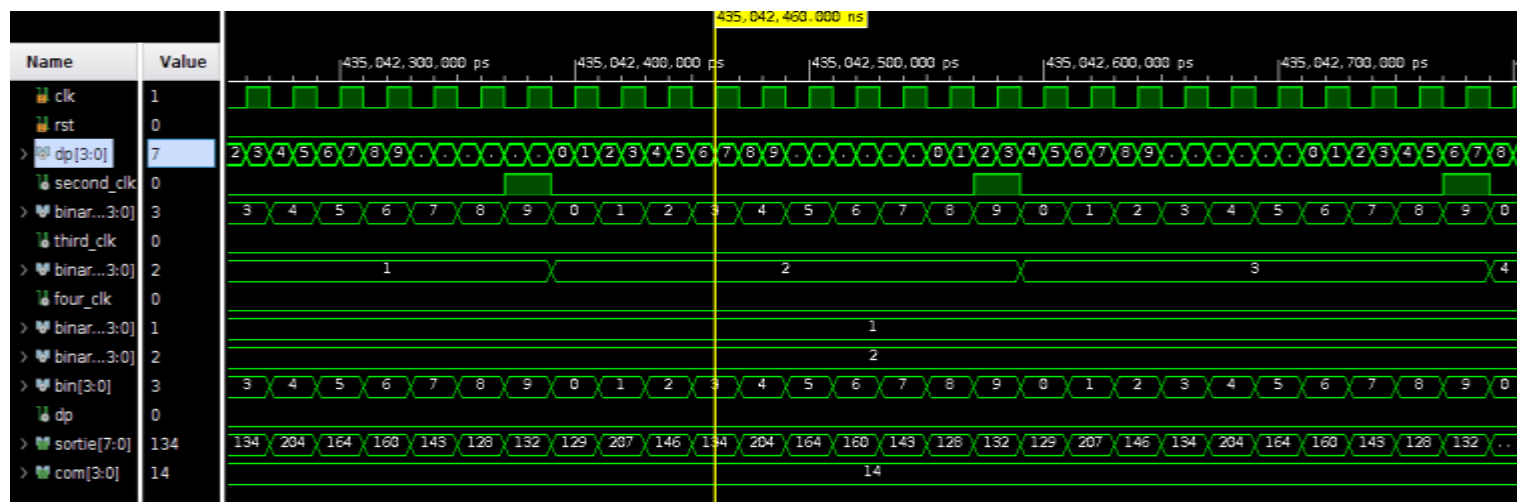 435,042,460.000 ns
Name Value
435,042,300,000 ps 435,042,400,000 ps 435,042,500,000 ps 435,042,600,000 ps 435,042,700,000 ps
clk 1
rst 0
dp[3:0] 7 2 3 4 5 6 7 8 9 . . . . . . 0 1 2 3 4 5 6 7 8 9 . . . . . . 0 1 2 3 4 5 6 7 8 9 . . . . . . 0 1 2 3 4 5 6 7 8
second_clk 0
binar...3:0] 3 3 4 5 6 7 8 9 0 1 2 3 4 5 6 7 8 9 0 1 2 3 4 5 6 7 8 9 0
third_clk 0
binar...3:0] 2 1 2 3 4
four_clk 0
binar...3:0] 1 1
binar...3:0] 2 2
bin[3:0] 3 3 4 5 6 7 8 9 0 1 2 3 4 5 6 7 8 9 0 1 2 3 4 5 6 7 8 9 0
dp 0
sortie[7:0] 134 134 204 164 160 143 128 132 129 207 146 134 204 164 160 143 128 132 129 207 146 134 204 164 160 143 128 132 ..
com[3:0] 14 14